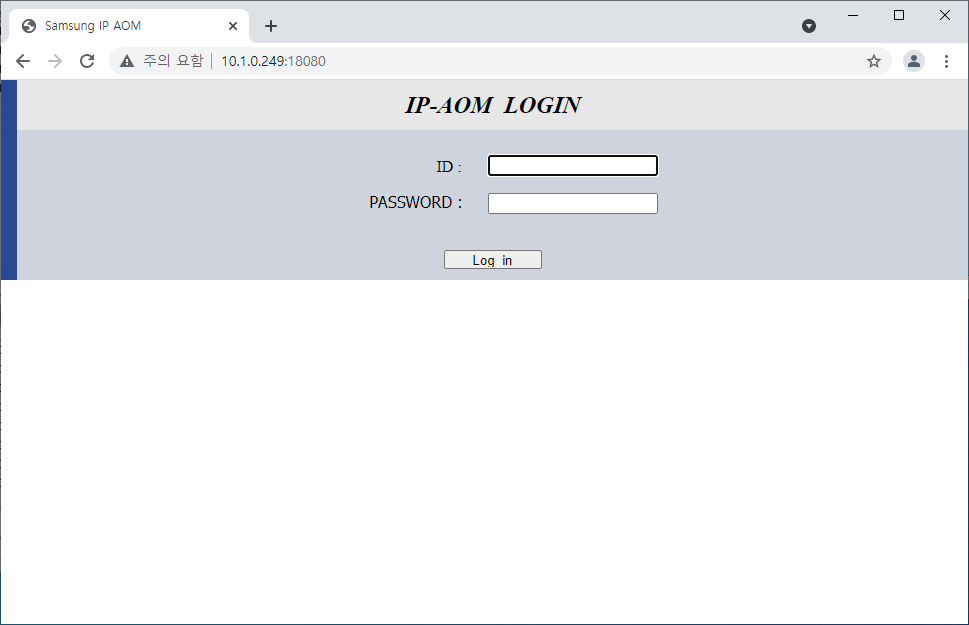 Samsung IP AOM
주의 요함 | 10.1.0.249:18080
IP-AOM LOGIN
ID :
PASSWORD :
Log in